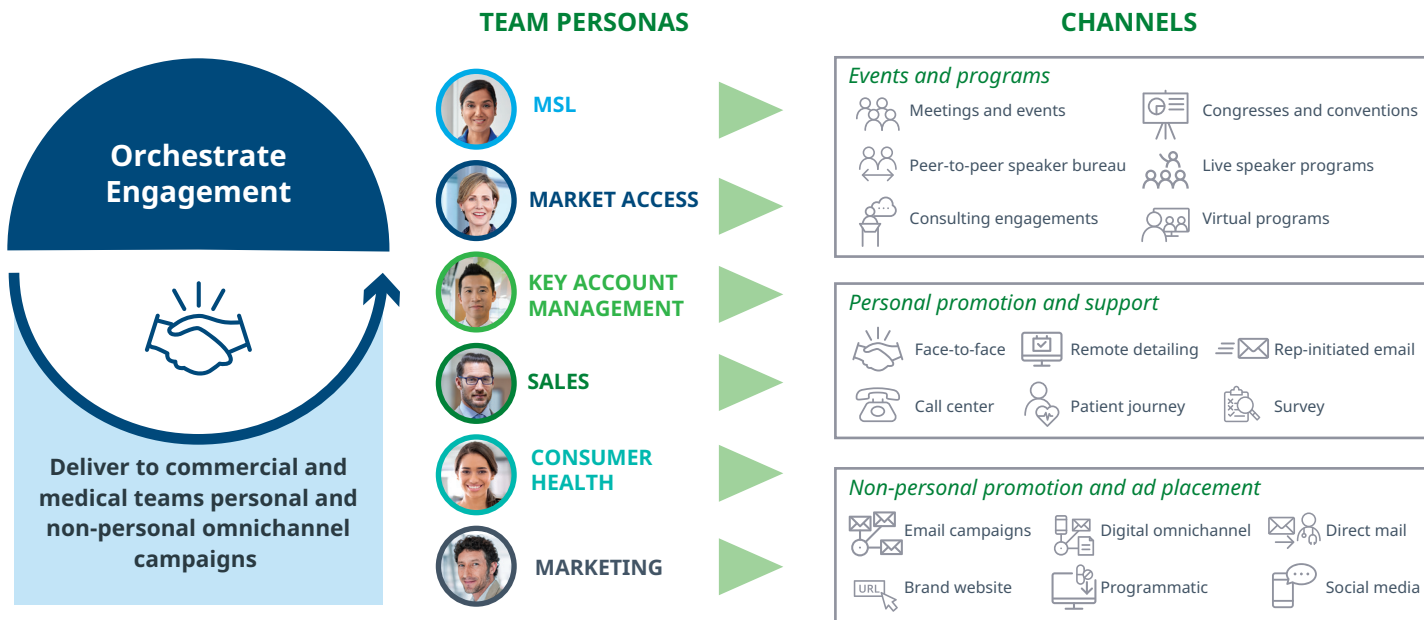 TEAM PERSONAS
CHANNELS
Orchestrate
Engagement
Deliver to commercial and
medical teams personal and
non-personal omnichannel
campaigns
MSL
MARKET ACCESS
KEY ACCOUNT
MANAGEMENT
SALES
CONSUMER
HEALTH
MARKETING
Events and programs
Meetings and events
Congresses and conventions
Peer-to-peer speaker bureau
Live speaker programs
Consulting engagements
Virtual programs
Personal promotion and support
Face-to-face
Remote detailing
Rep-initiated email
Call center
Patient journey
Survey
Non-personal promotion and ad placement
Email campaigns
Digital omnichannel
Direct mail
URL
Brand website
Programmatic
Social media